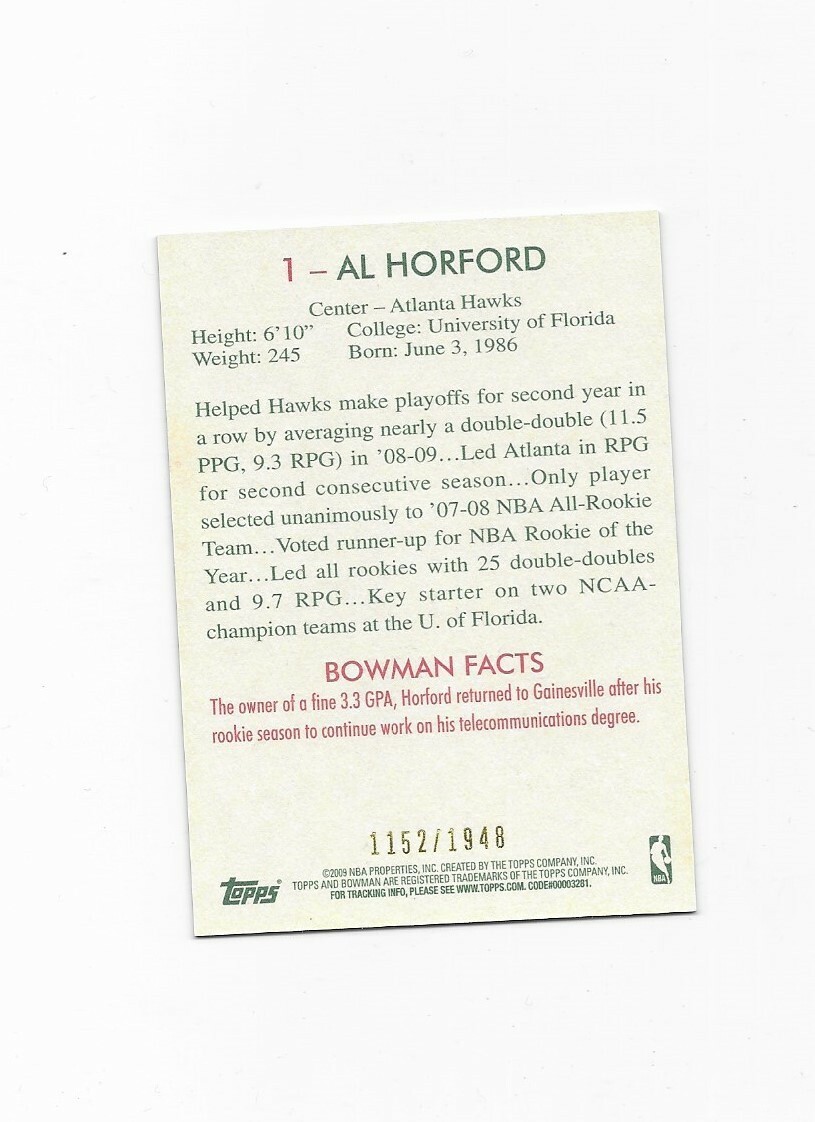 1 – AL HORFORD
Center – Atlanta Hawks
Height: 6’10” College: University of Florida
Weight: 245 Born: June 3, 1986
Helped Hawks make playoffs for second year in
a row by averaging nearly a double-double (11.5
PPG, 9.3 RPG) in ’08-09...Led Atlanta in RPG
for second consecutive season...Only player
selected unanimously to ’07-08 NBA All-Rookie
Team...Voted runner-up for NBA Rookie of the
Year...Led all rookies with 25 double-doubles
and 9.7 RPG...Key starter on two NCAA-
champion teams at the U. of Florida.
BOWMAN FACTS
The owner of a fine 3.3 GPA, Horford returned to Gainesville after his
rookie season to continue work on his telecommunications degree.
1152/1948
©2009 NBA PROPERTIES, INC. CREATED BY THE TOPPS COMPANY, INC.
TOPPS AND BOWMAN ARE REGISTERED TRADEMARKS OF THE TOPPS COMPANY, INC.
FOR TRACKING INFO, PLEASE SEE WWW.TOPPS.COM. CODE#00003281.
topps®
NBA